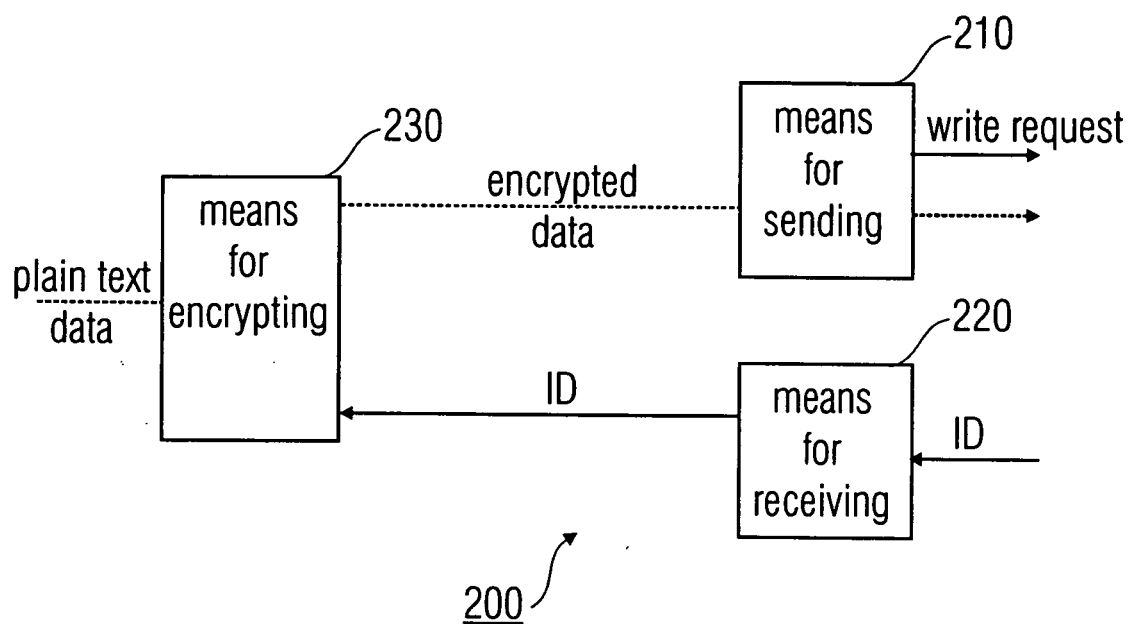 210
230
means
for
sending
write request
means
for
encrypting
encrypted
data
plain text
data
220
means
for
receiving
ID
ID
200